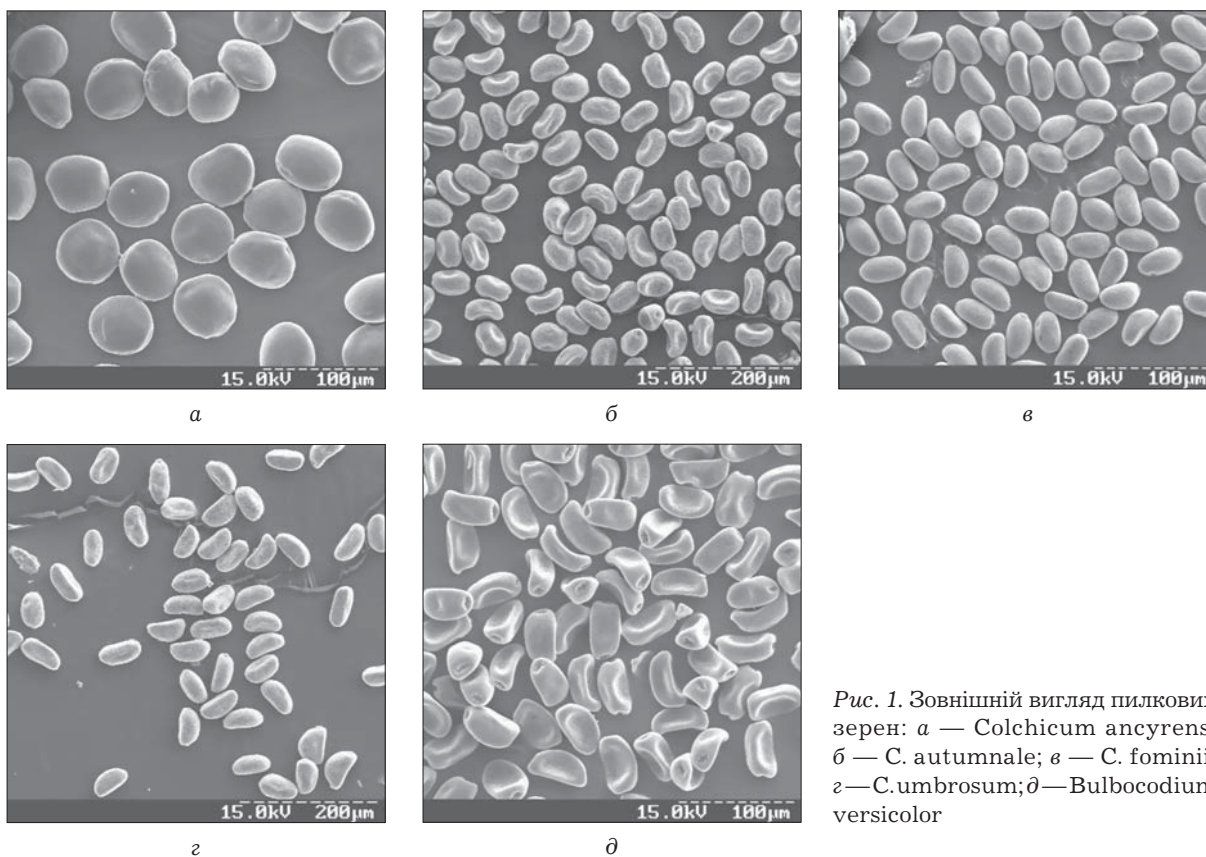 15.0kV 100µm
15.0kV 200µm
15.0kV 100µm
а
б
в
15.0kV 200µm
15.0kV 100µm
г
д
Рис. 1. Зовнішній вигляд пилкових
зерен: а — Colchicum ancyrens
б — C. autumnale; в — C. fominii
г—C.umbrosum;д—Bulbocodium
versicolor